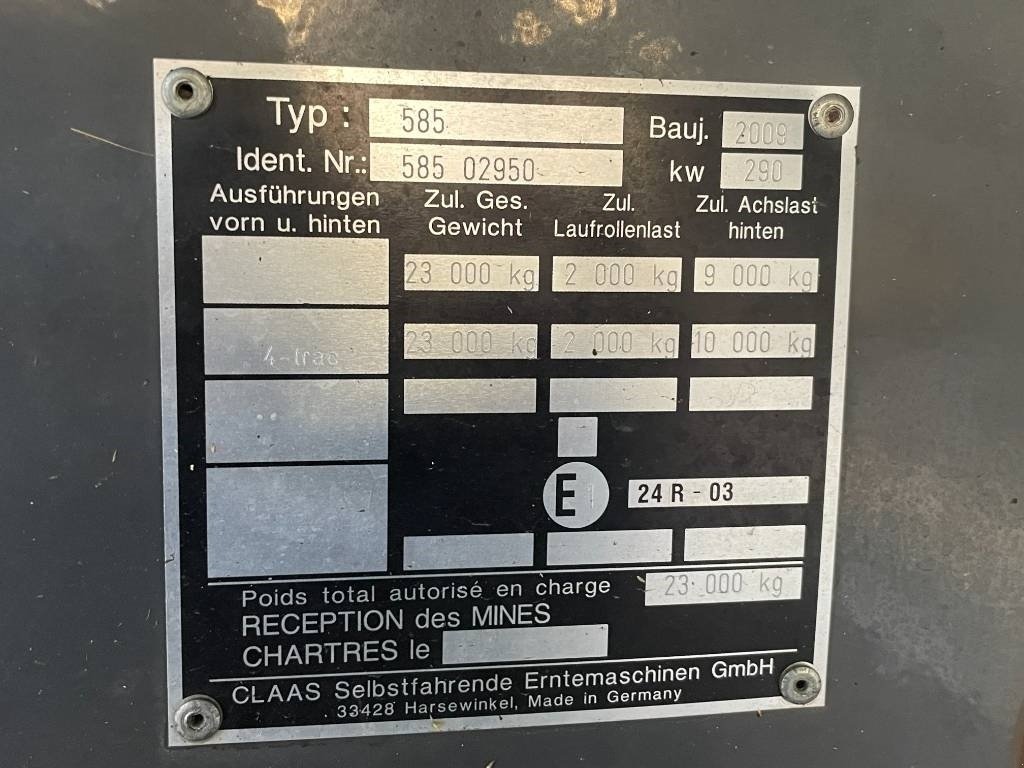 Typ : 585 Bauj. 2009
Ident. Nr.: 585 02950 kw 290
Ausführungen Zul. Ges. Zul. Zul. Achslast
vorn u. hinten Gewicht Laufrollenlast hinten
23 000 kg 2 000 kg 9 000 kg
4-trac 23 000 kg 2 000 kg 10 000 kg
E 24 R - 03
Poids total autorisé en charge 23 000 kg
RECEPTION des MINES
CHARTRES le
CLAAS Selbstfahrende Erntemaschinen GmbH
33428 Harsewinkel, Made in Germany